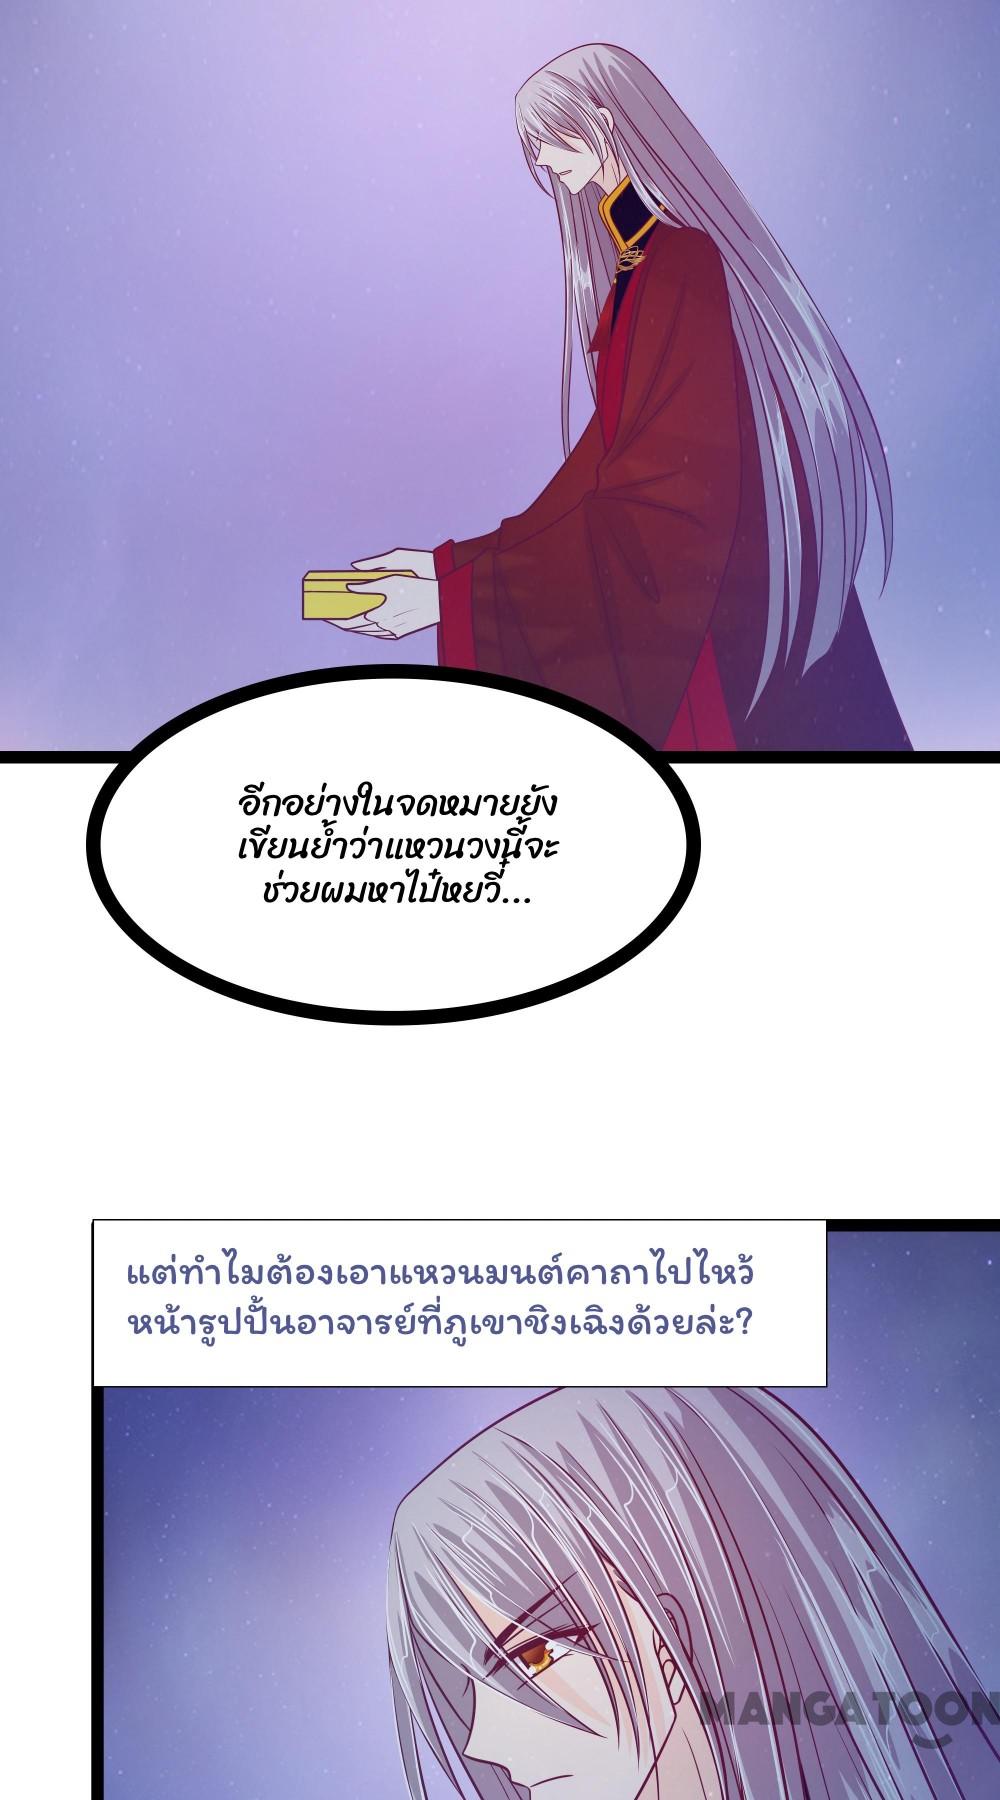 อีกอย่างในจดหมายยัง
เขียนย้ำว่าแหวนวงนี้จะ
ช่วยผมหาไป๋หยวี่...
แต่ทำไมต้องเอาแหวนมนต์คาถาไปไหว้
หน้ารูปปั้นอาจารย์ที่ภูเขาชิงเฉิงด้วยล่ะ?
MANGATOON